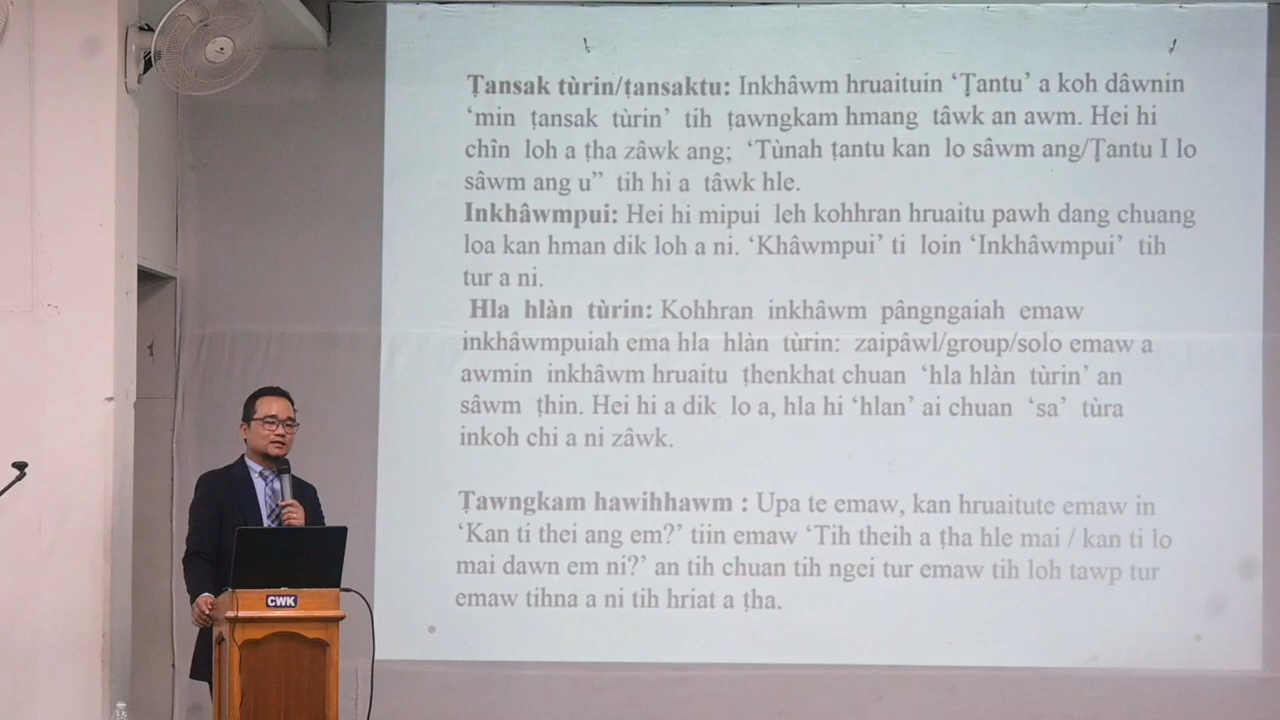 Ṭansak tùrin/ṭansaktu: Inkhâwm hruaituin ‘Ṭantu’ a koh dâwnin
‘min ṭansak tùrin’ tih ṭawngkam hmang tâwk an awm. Hei hi
chîn loh a ṭha zâwk ang; ‘Tùnah ṭantu kan lo sâwm ang/Ṭantu I lo
sâwm ang u” tih hi a tâwk hle.
Inkhâwmpui: Hei hi mipui leh kohhran hruaitu pawh dang chuang
loa kan hman dik loh a ni. ‘Khâwmpui’ ti loin ‘Inkhâwmpui’ tih
tur a ni.
Hla hlàn tùrin: Kohhran inkhâwm pângngaiah emaw
inkhâwmpuiah ema hla hlàn tùrin: zaipâwl/group/solo emaw a
awmin inkhâwm hruaitu ṭhenkhat chuan ‘hla hlàn tùrin’ an
sâwm ṭhin. Hei hi a dik lo a, hla hi ‘hlan’ ai chuan ‘sa’ tùra
inkoh chi a ni zâwk.
Ṭawngkam hawihhawm : Upa te emaw, kan hruaitute emaw in
‘Kan ti thei ang em?’ tiin emaw ‘Tih theih a ṭha hle mai / kan ti lo
mai dawn em ni?’ an tih chuan tih ngei tur emaw tih loh tawp tur
emaw tihna a ni tih hriat a ṭha.
CWK